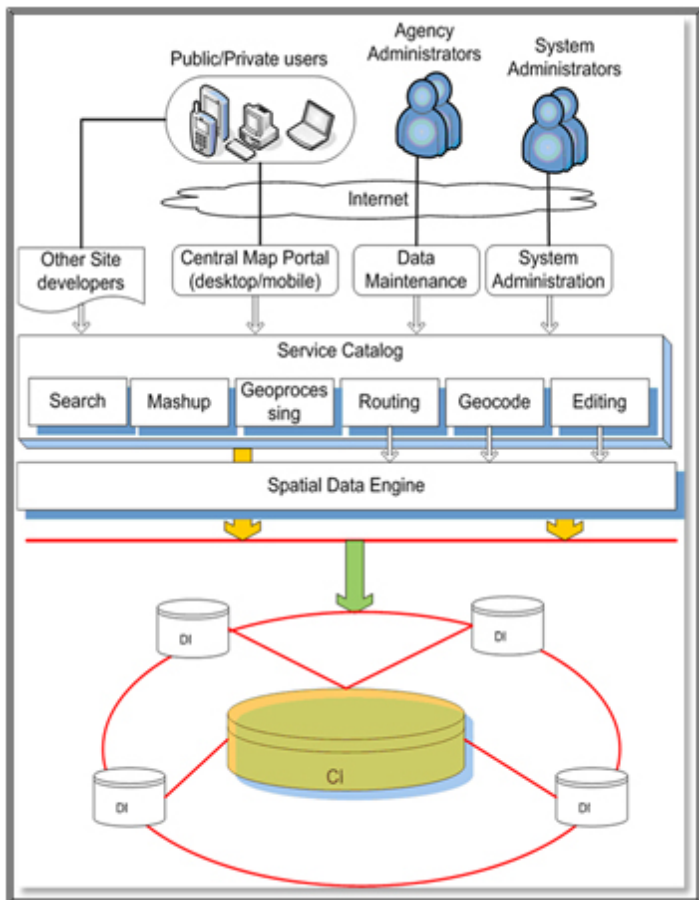 Public/Private users
Agency
Administrators
System
Administrators
Internet
Other Site
developers
Central Map Portal
(desktop/mobile)
Data
Maintenance
System
Administration
Service Catalog
Search
Mashup
Geoproces
sing
Routing
Geocode
Editing
Spatial Data Engine
DI
DI
CI
DI
DI